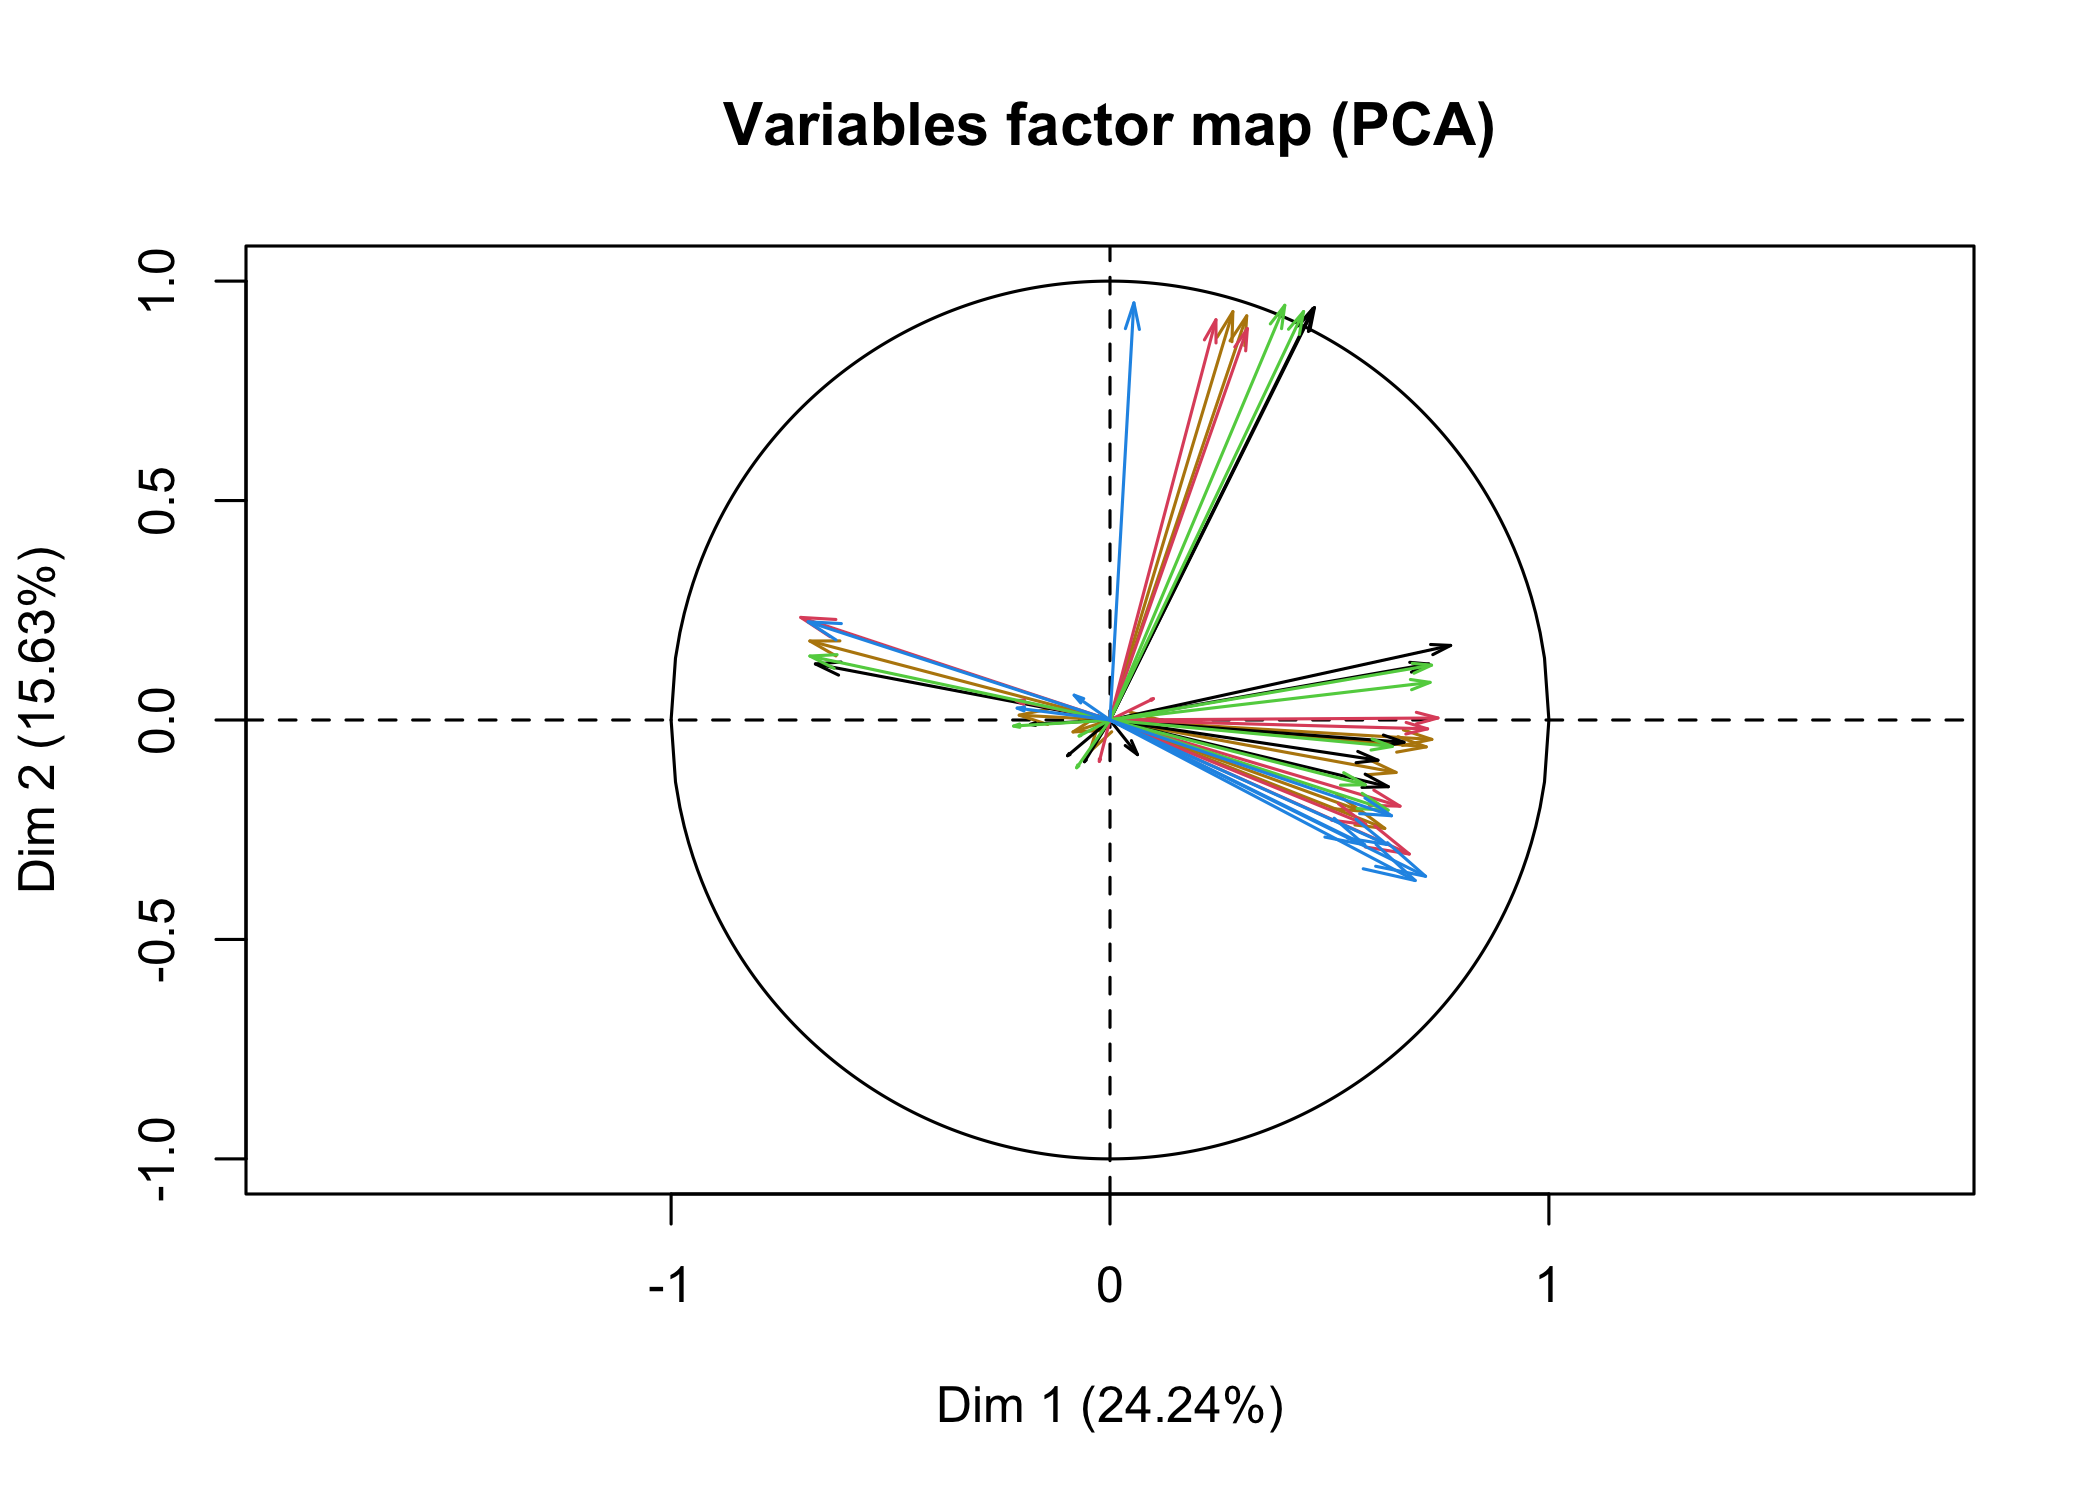 Variables factor map (PCA)
1.0
0.5
0.0
-0.5
-1.0
Dim 2 (15.63%)
-1
0
1
Dim 1 (24.24%)